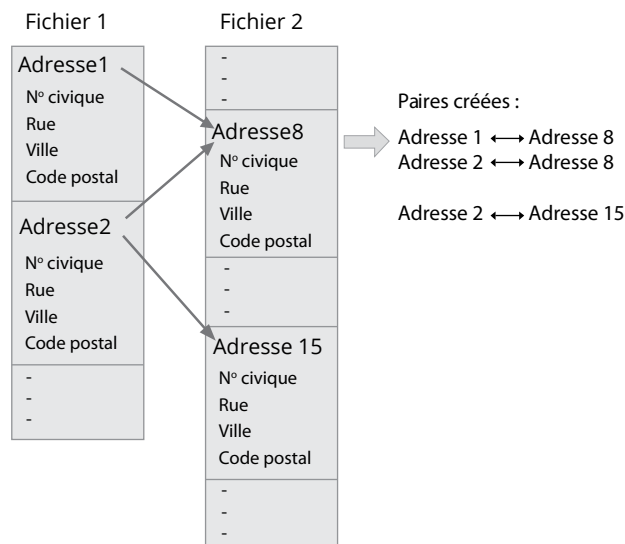 Fichier 1
Adresse1
Nº civique
Rue
Ville
Code postal
Adresse2
Nº civique
Rue
Ville
Code postal
-
-
-
Fichier 2
-
-
-
Adresse8
Nº civique
Rue
Ville
Code postal
-
-
-
Adresse 15
Nº civique
Rue
Ville
Code postal
-
-
-
Paires créées :
Adresse 1 ⟷ Adresse 8
Adresse 2 ⟷ Adresse 8
Adresse 2 ⟷ Adresse 15